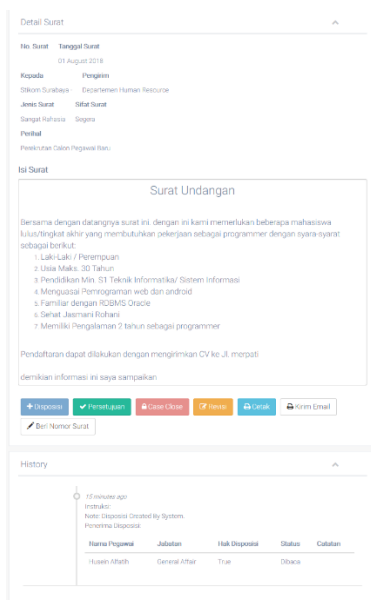 Detail Surat
No. Surat Tanggal Surat
01 August 2018
Kepada Pengirim
Stikom Surabaya Departemen Human Resource
Jenis Surat Sifat Surat
Sangat Rahasia Segera
Perihal
Perekrutan Calon Pegawai Baru
Isi Surat
Surat Undangan
Bersama dengan datangnya surat ini, dengan ini kami memerlukan beberapa mahasiswa
lulus/tingkat akhir yang membutuhkan pekerjaan sebagai programmer dengan syara-syarat
sebagai berikut:
1. Laki-Laki / Perempuan
2. Usia Maks. 30 Tahun
3. Pendidikan Min. S1 Teknik Informatika/ Sistem Informasi
4. Menguasai Pemrograman web dan android
5. Familiar dengan RDBMS Oracle
6. Sehat Jasmani Rohani
7. Memiliki Pengalaman 2 tahun sebagai programmer
Pendaftaran dapat dilakukan dengan mengirimkan CV ke Jl. merpati
demikian informasi ini saya sampaikan
Disposisi Persetujuan Case Close Revisi Cetak Kirim Email
Beri Nomor Surat
History
15 minutes ago
Instruksi:
Note: Disposisi Created By System.
Penerima Disposisi:
Nama Pegawai Jabatan Hak Disposisi Status Catatan
Husein Alfatih General Affair True Dibaca